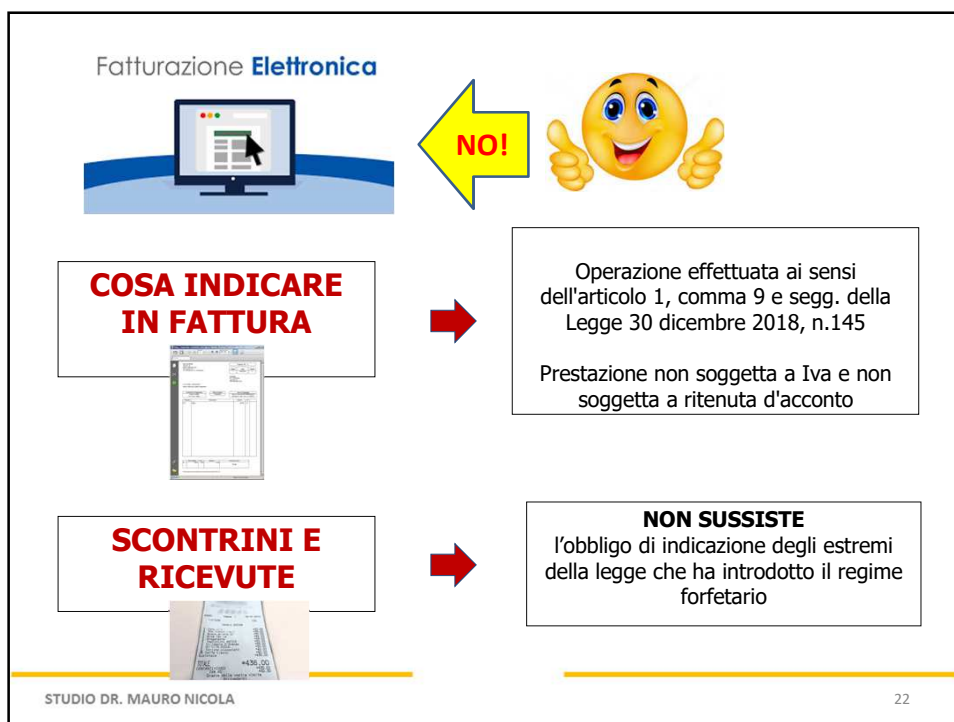 Fatturazione Elettronica
NO!
COSA INDICARE
IN FATTURA
Operazione effettuata ai sensi
dell'articolo 1, comma 9 e segg. della
Legge 30 dicembre 2018, n.145
Prestazione non soggetta a Iva e non
soggetta a ritenuta d'acconto
SCONTRINI E
RICEVUTE
NON SUSSISTE
l’obbligo di indicazione degli estremi
della legge che ha introdotto il regime
forfetario
TOTALE
STUDIO DR. MAURO NICOLA
22